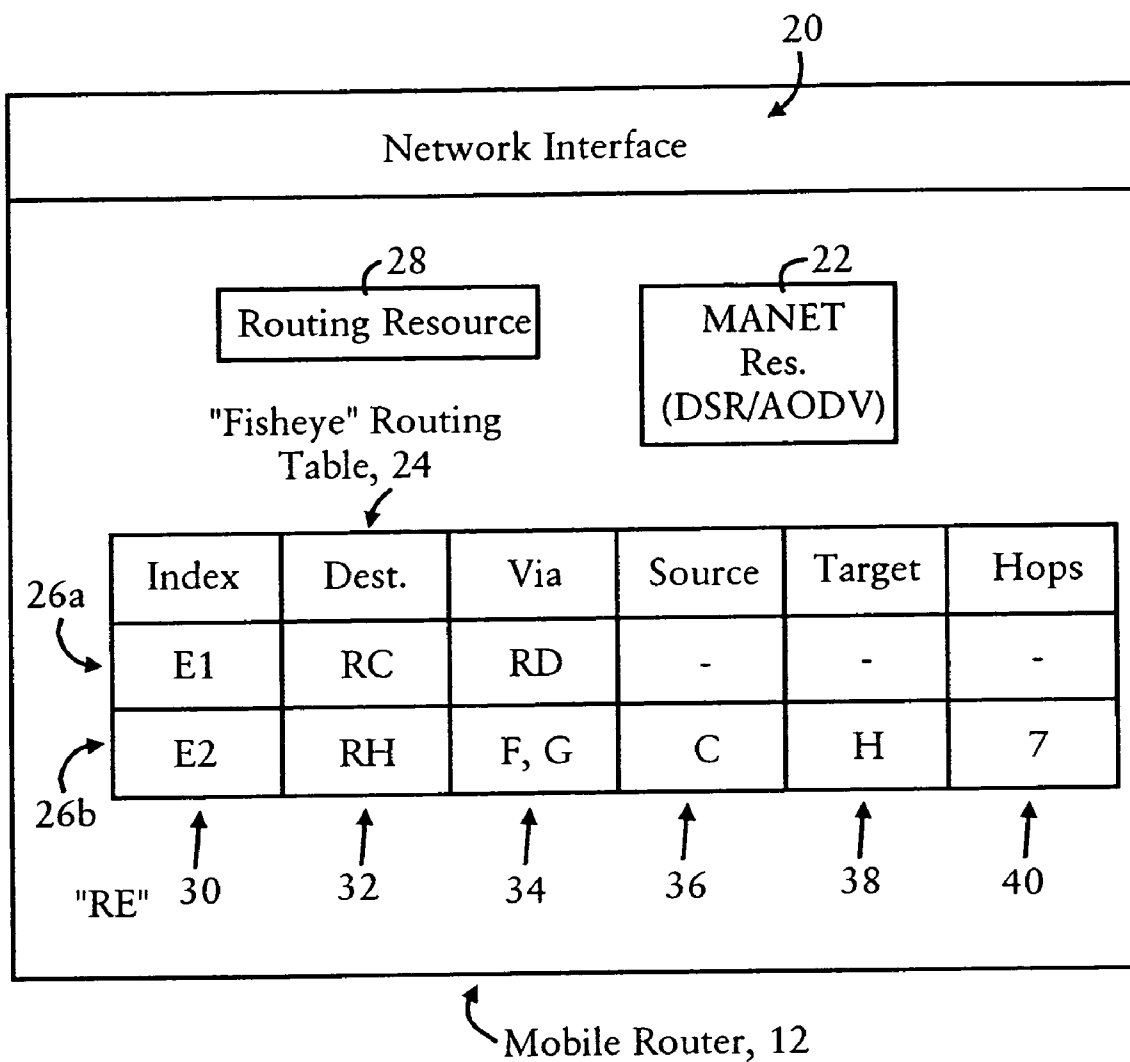 20
Network Interface
28
Routing Resource
22
MANET
Res.
(DSR/AODV)
"Fisheye" Routing
Table, 24
Index Dest. Via Source Target Hops
26a
E1 RC RD - - -
E2 RH F, G C H 7
26b
"RE" 30 32 34 36 38 40
Mobile Router, 12